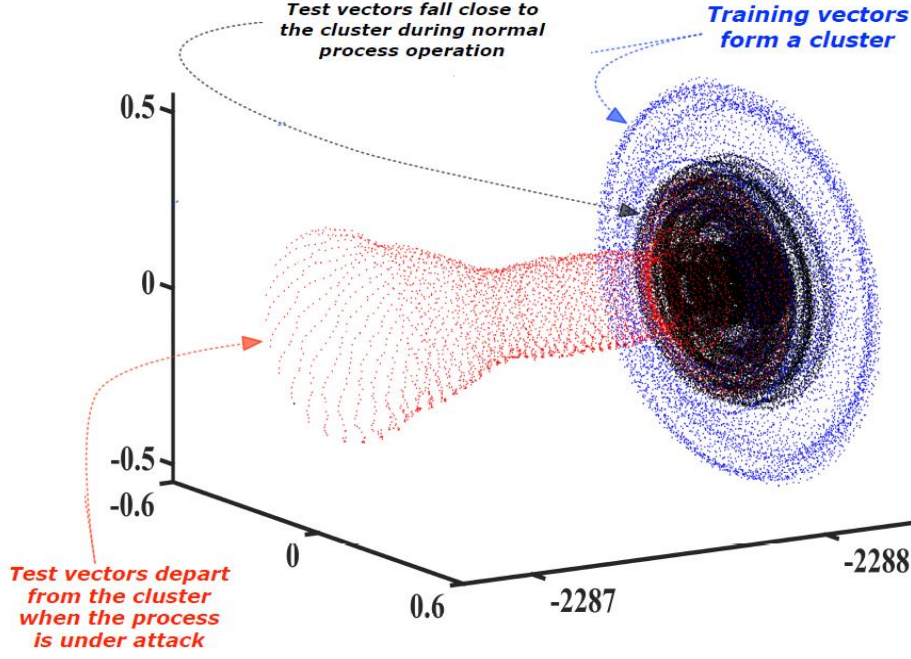 Test vectors fall close to
the cluster during normal
process operation
Training vectors
form a cluster
0.5
0
-0.5
-0.6
0
0.6
-2287
-2288
Test vectors depart
from the cluster
when the process
is under attack